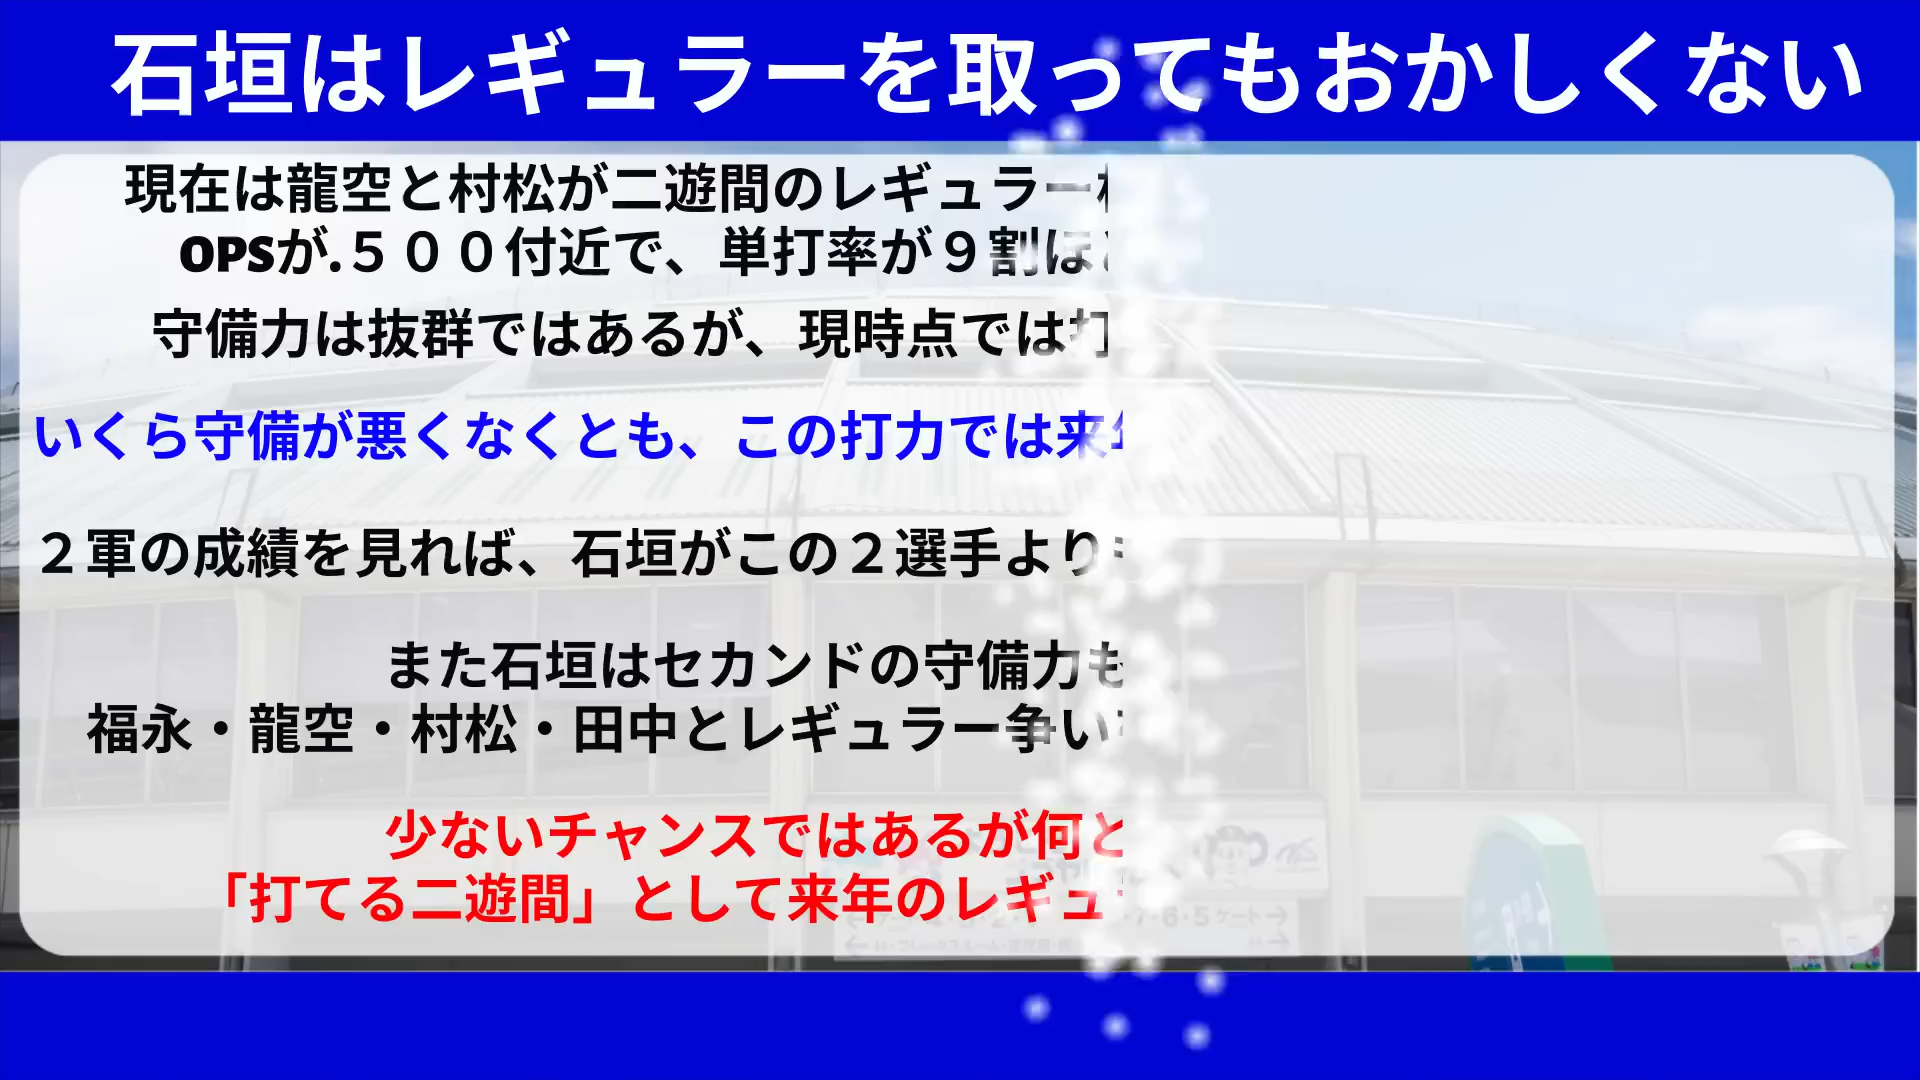 石垣はレギュラーを取ってもおかしくない
現在は龍空と村松が二遊間のレギュラー
OPSが.５００付近で、単打率が９割ほ
守備力は抜群ではあるが、現時点では打
いくら守備が悪くなくとも、この打力では来年
２軍の成績を見れば、石垣がこの２選手より
また石垣はセカンドの守備力も
福永・龍空・村松・田中とレギュラー争い
少ないチャンスではあるが何と
「打てる二遊間」として来年のレギュ